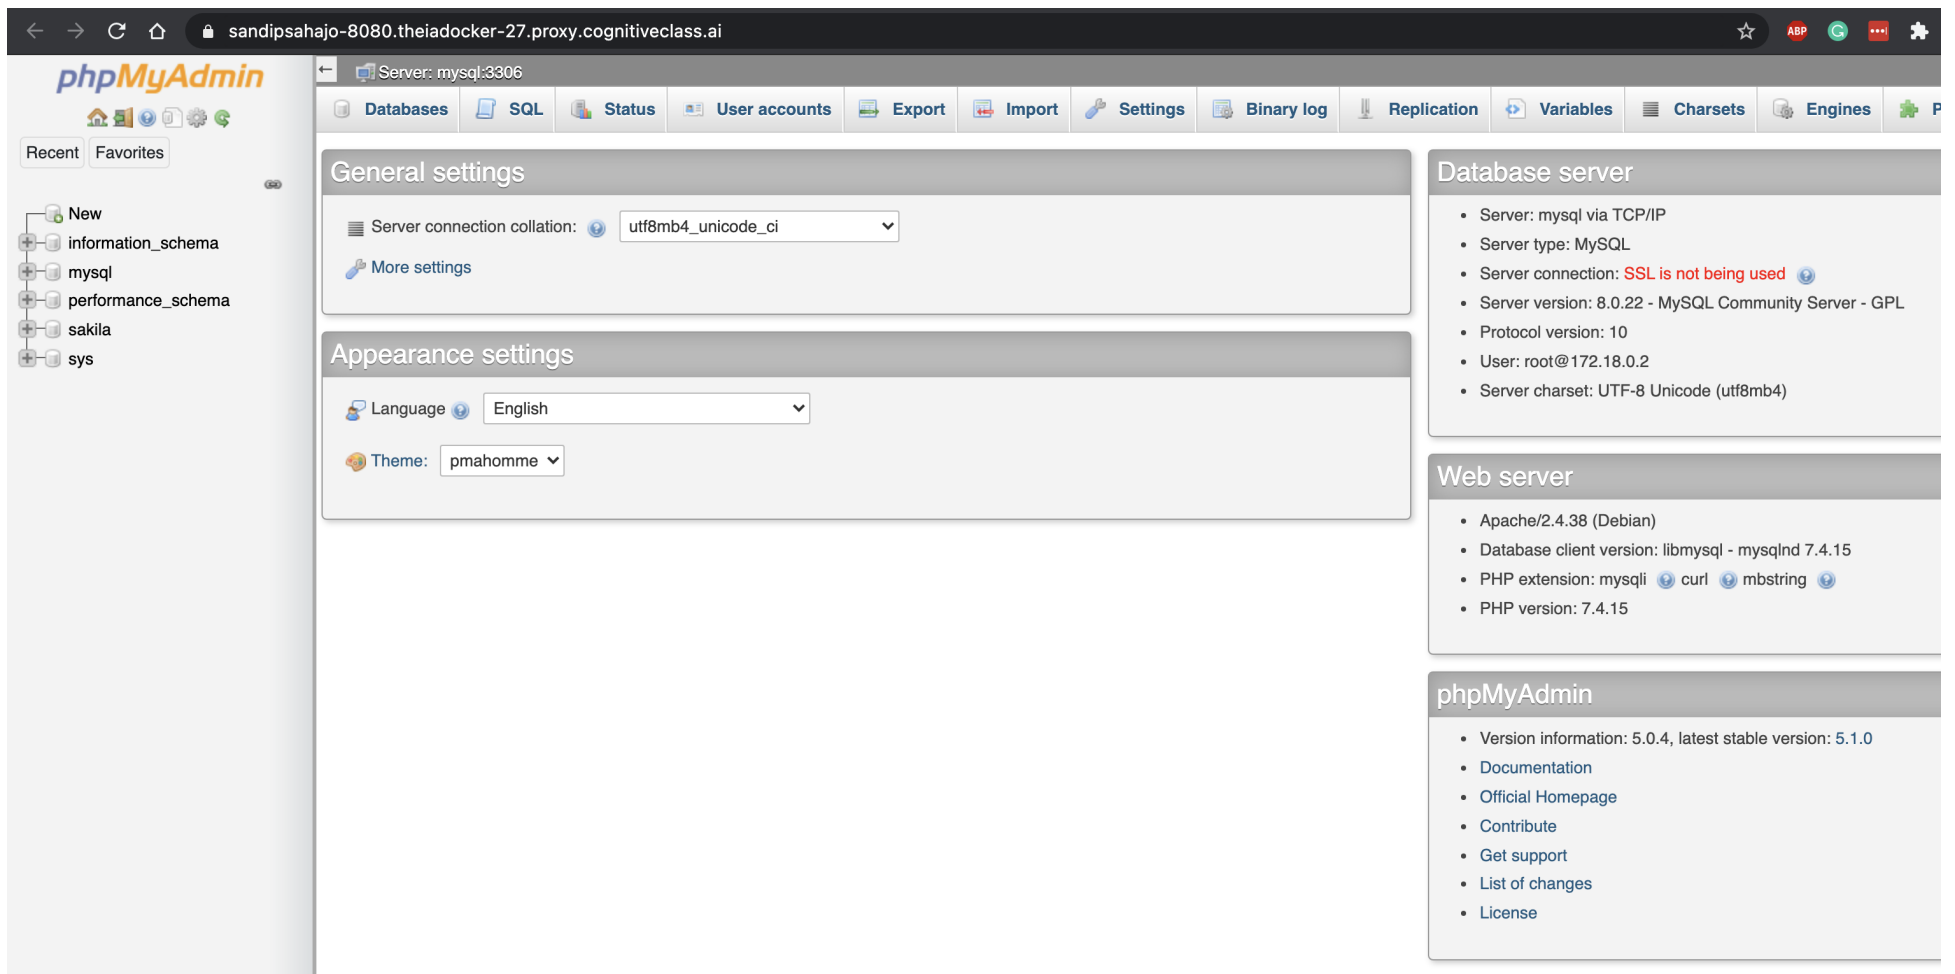 sandipsahajo-8080.theiadocker-27.proxy.cognitiveclass.ai
ABP
phpMyAdmin
Recent Favorites
New
information_schema
mysql
performance_schema
sakila
sys
Server: mysql:3306
Databases SQL Status User accounts Export Import Settings Binary log Replication Variables Charsets Engines P
General settings
Server connection collation: utf8mb4_unicode_ci
More settings
Appearance settings
Language English
Theme: pmahomme
Database server
Server: mysql via TCP/IP
Server type: MySQL
Server connection: SSL is not being used
Server version: 8.0.22 - MySQL Community Server - GPL
Protocol version: 10
User: root@172.18.0.2
Server charset: UTF-8 Unicode (utf8mb4)
Web server
Apache/2.4.38 (Debian)
Database client version: libmysql - mysqlnd 7.4.15
PHP extension: mysqli curl mbstring
PHP version: 7.4.15
phpMyAdmin
Version information: 5.0.4, latest stable version: 5.1.0
Documentation
Official Homepage
Contribute
Get support
List of changes
License